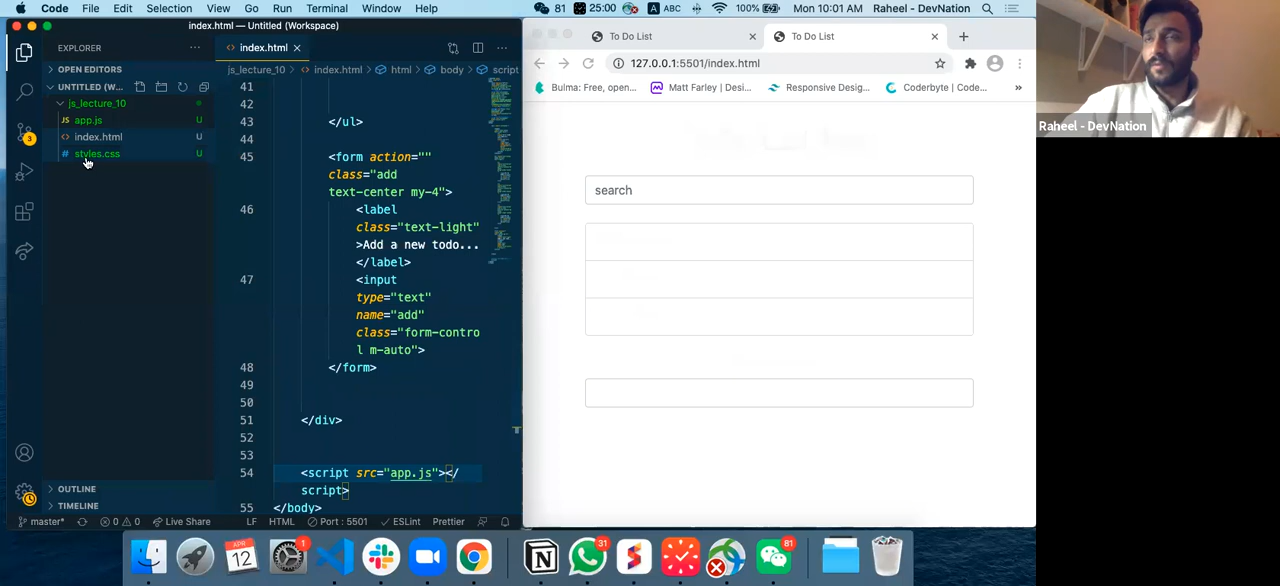 Code File Edit Selection View Go Run Terminal Window Help
81 25:00 A ABC 100% Mon 10:01 AM Raheel - DevNation
index.html — Untitled (Workspace)
EXPLORER
index.html
OPEN EDITORS
UNTITLED (W...
js_lecture_10
JS app.js U
index.html U
# styles.css U
js_lecture_10 > index.html > html > body > script
41
42
43 </ul>
44
45 <form action=""
class="add
text-center my-4">
46 <label
class="text-light"
>Add a new todo...
</label>
47 <input
type="text"
name="add"
class="form-contro
l m-auto">
48 </form>
49
50
51 </div>
52
53
54 <script src="app.js"></
script>
55 </body>
OUTLINE
TIMELINE
3
1
master* 0 0 Live Share LF HTML Port : 5501 ESLint Prettier
To Do List
To Do List
127.0.0.1:5501/index.html
Bulma: Free, open... Matt Farley | Desi... Responsive Desig... Coderbyte | Code... »
search
Raheel - DevNation
APR
12
1
31
81